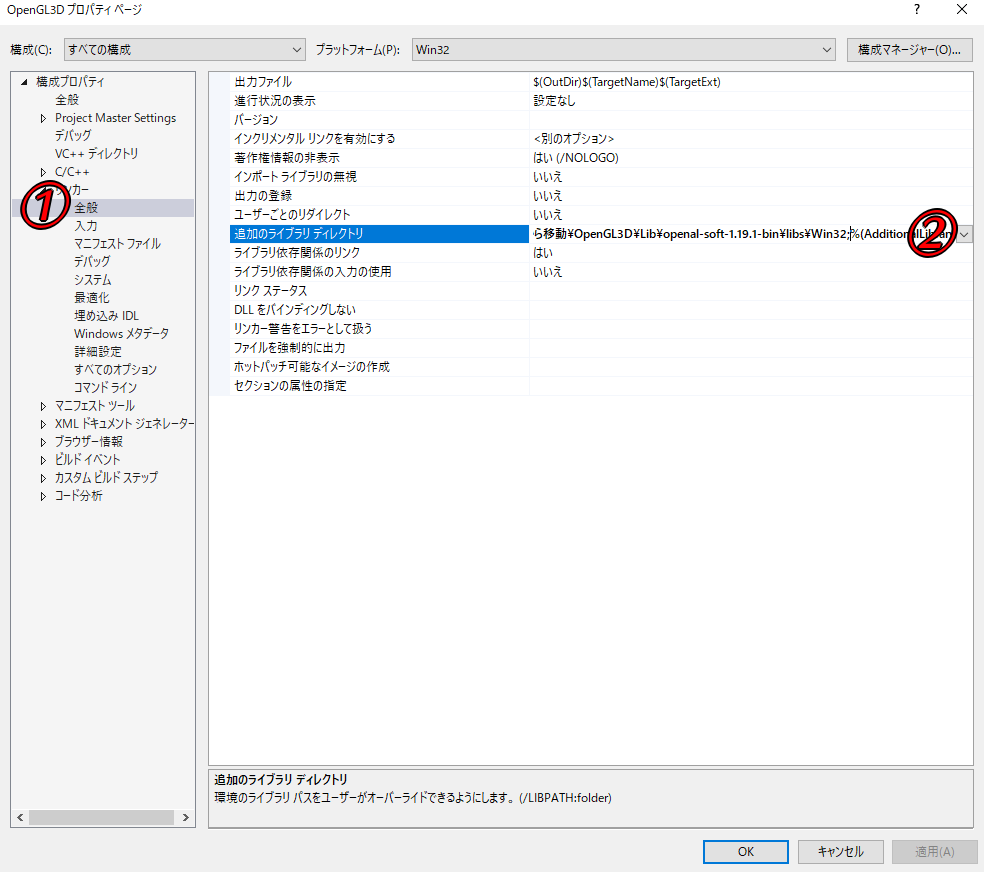 OpenGL3D プロパティ ページ ?
構成(C): すべての構成 プラットフォーム(P): Win32 構成マネージャー(O)...
構成プロパティ
全般
Project Master Settings
デバッグ
VC++ ディレクトリ
C/C++
ンカー
全般
入力
マニフェスト ファイル
デバッグ
システム
最適化
埋め込み IDL
Windows メタデータ
詳細設定
すべてのオプション
コマンド ライン
マニフェスト ツール
XML ドキュメント ジェネレーター
ブラウザー情報
ビルド イベント
カスタム ビルド ステップ
コード分析
①
出力ファイル $(OutDir)$(TargetName)$(TargetExt)
進行状況の表示 設定なし
バージョン
インクリメンタル リンクを有効にする <別のオプション>
著作権情報の非表示 はい (/NOLOGO)
インポート ライブラリの無視 いいえ
出力の登録 いいえ
ユーザーごとのリダイレクト いいえ
追加のライブラリ ディレクトリ ら移動¥OpenGL3D¥Lib¥openal-soft-1.19.1-bin¥libs¥Win32;%(AdditionalLibrar
②
ライブラリ依存関係のリンク はい
ライブラリ依存関係の入力の使用 いいえ
リンク ステータス
DLL をバインディングしない
リンカー警告をエラーとして扱う
ファイルを強制的に出力
ホットパッチ可能なイメージの作成
セクションの属性の指定
追加のライブラリ ディレクトリ
環境のライブラリ パスをユーザーがオーバーライドできるようにします。 (/LIBPATH:folder)
OK キャンセル 適用(A)